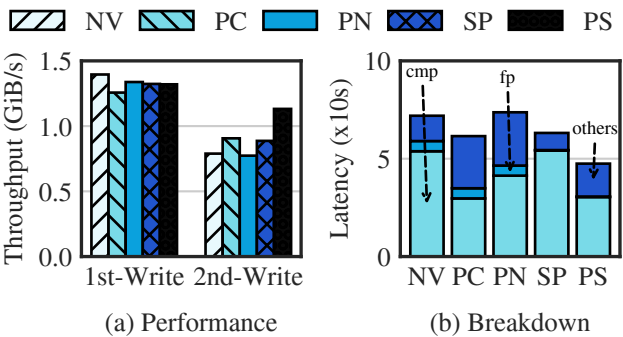 NV PC PN SP PS
Throughput (GiB/s)
1.5
1.0
0.5
0.0
1st-Write 2nd-Write
(a) Performance
Latency (x10s)
10
5
0
cmp
fp
others
NV PC PN SP PS
(b) Breakdown